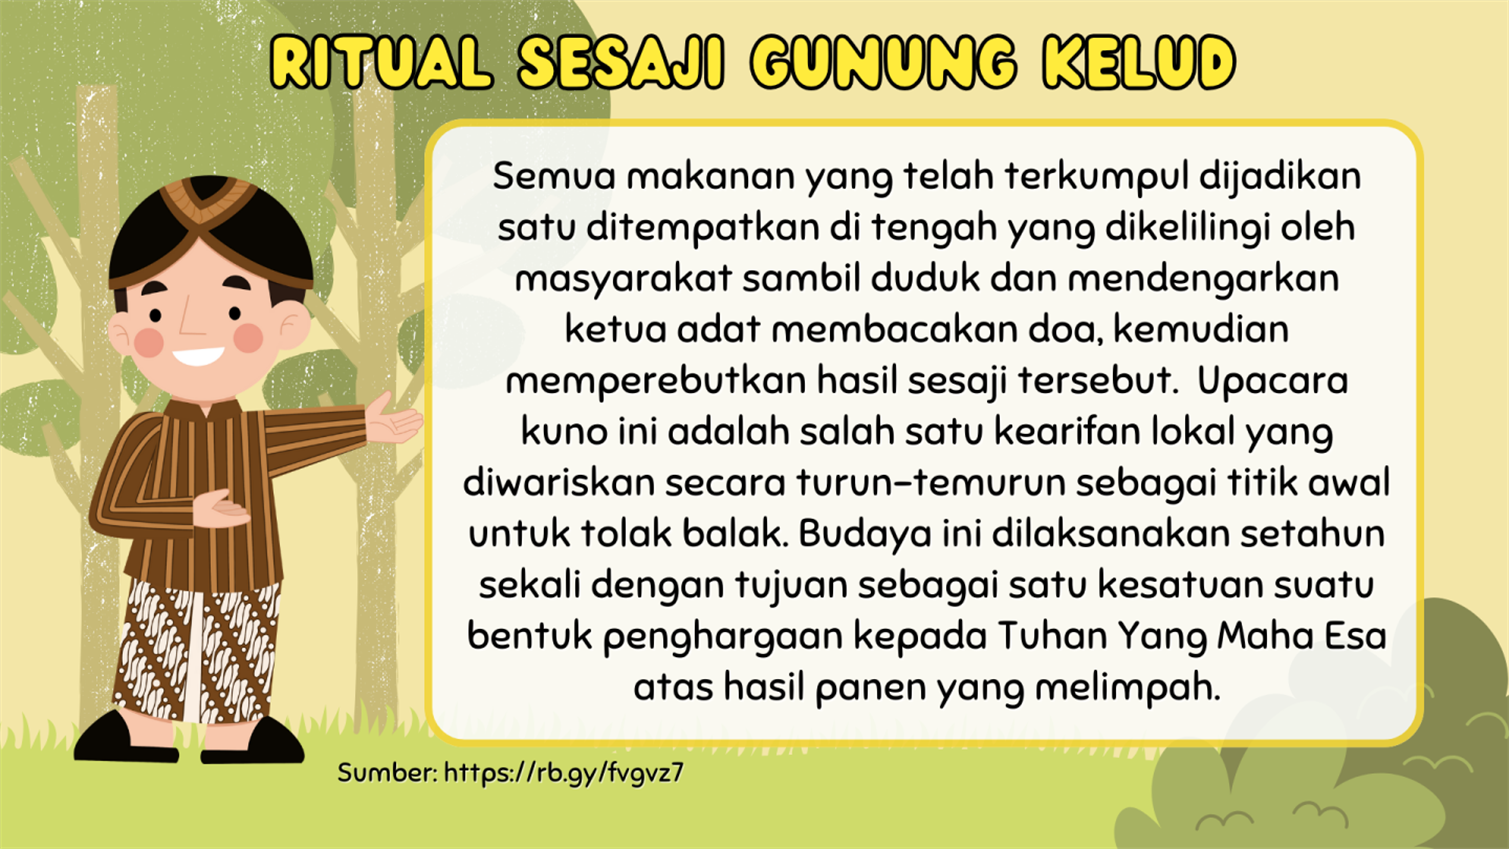 RITUAL SESAJI GUNUNG KELUD
Semua makanan yang telah terkumpul dijadikan
satu ditempatkan di tengah yang dikelilingi oleh
masyarakat sambil duduk dan mendengarkan
ketua adat membacakan doa, kemudian
memperebutkan hasil sesaji tersebut. Upacara
kuno ini adalah salah satu kearifan lokal yang
diwariskan secara turun-temurun sebagai titik awal
untuk tolak balak. Budaya ini dilaksanakan setahun
sekali dengan tujuan sebagai satu kesatuan suatu
bentuk penghargaan kepada Tuhan Yang Maha Esa
atas hasil panen yang melimpah.
Sumber: https://rb.gy/fvgvz7